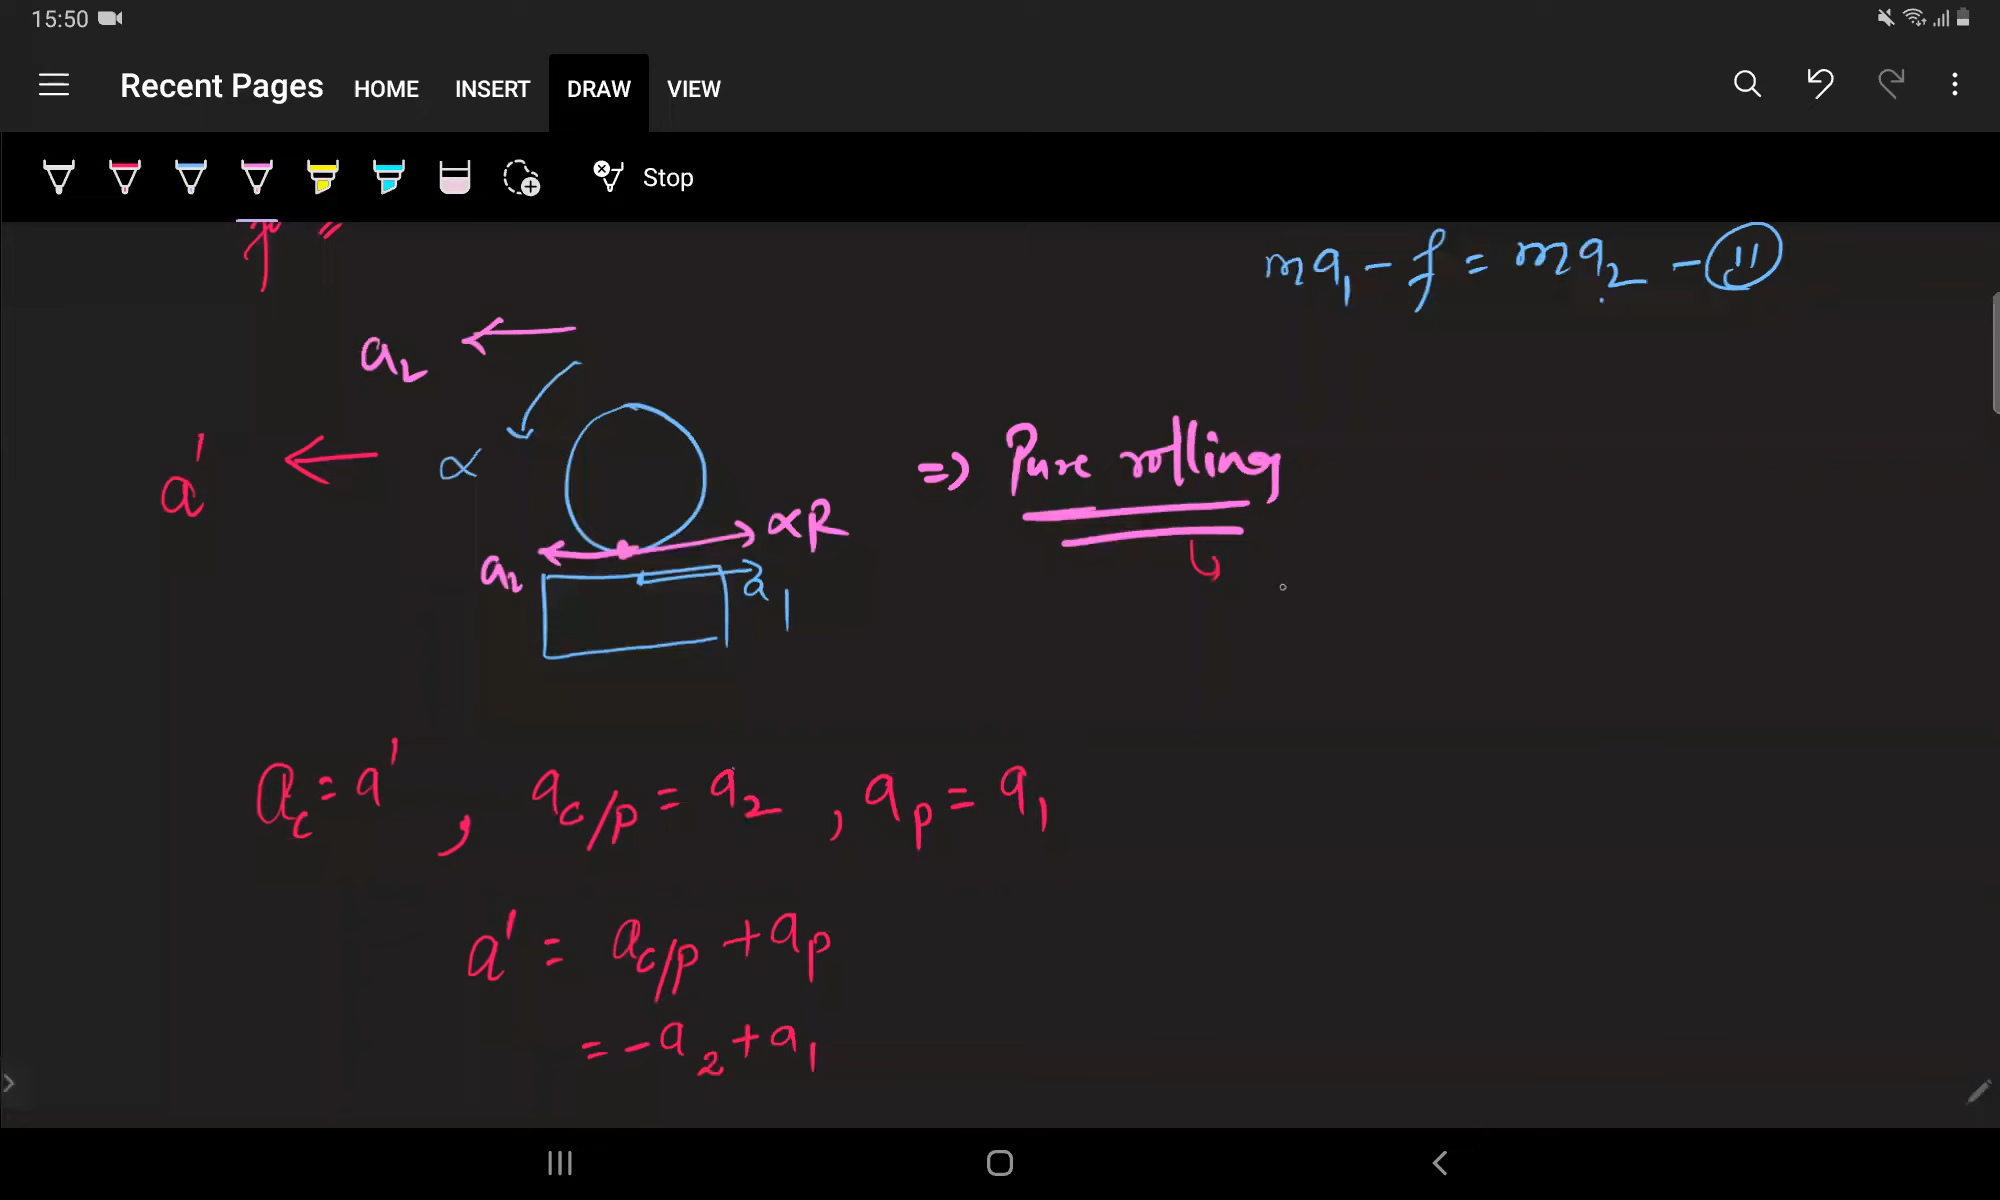 15:50
Recent Pages HOME INSERT DRAW VIEW
Stop
f =
ma₁ - f = ma₂ - (11)
a₂
a' α
αR
a₂
a₁
=> Pure rolling
a_c = a' , a_c/p = a₂ , a_p = a₁
a' = a_c/p + a_p
= -a₂ + a₁